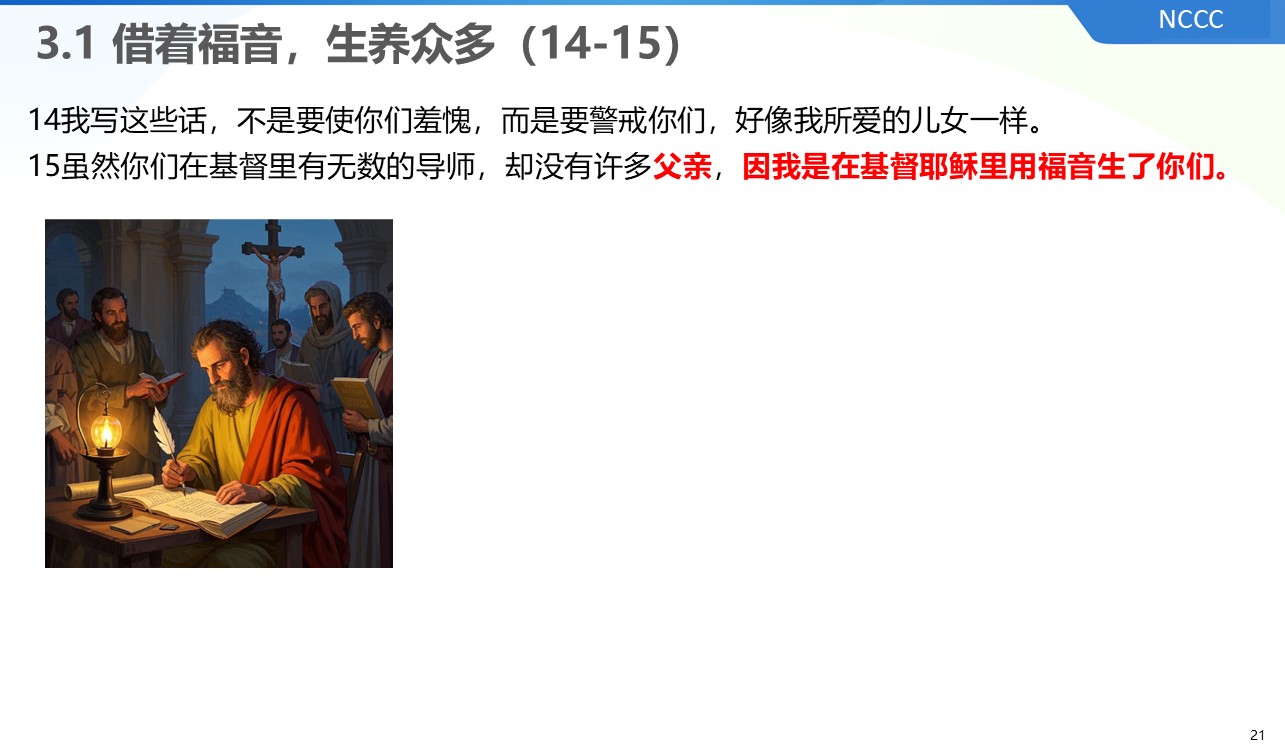 NCCC
3.1 借着福音，生养众多（14-15）
14我写这些话，不是要使你们羞愧，而是要警戒你们，好像我所爱的儿女一样。
15虽然你们在基督里有无数的导师，却没有许多父亲，因我是在基督耶稣里用福音生了你们。
21